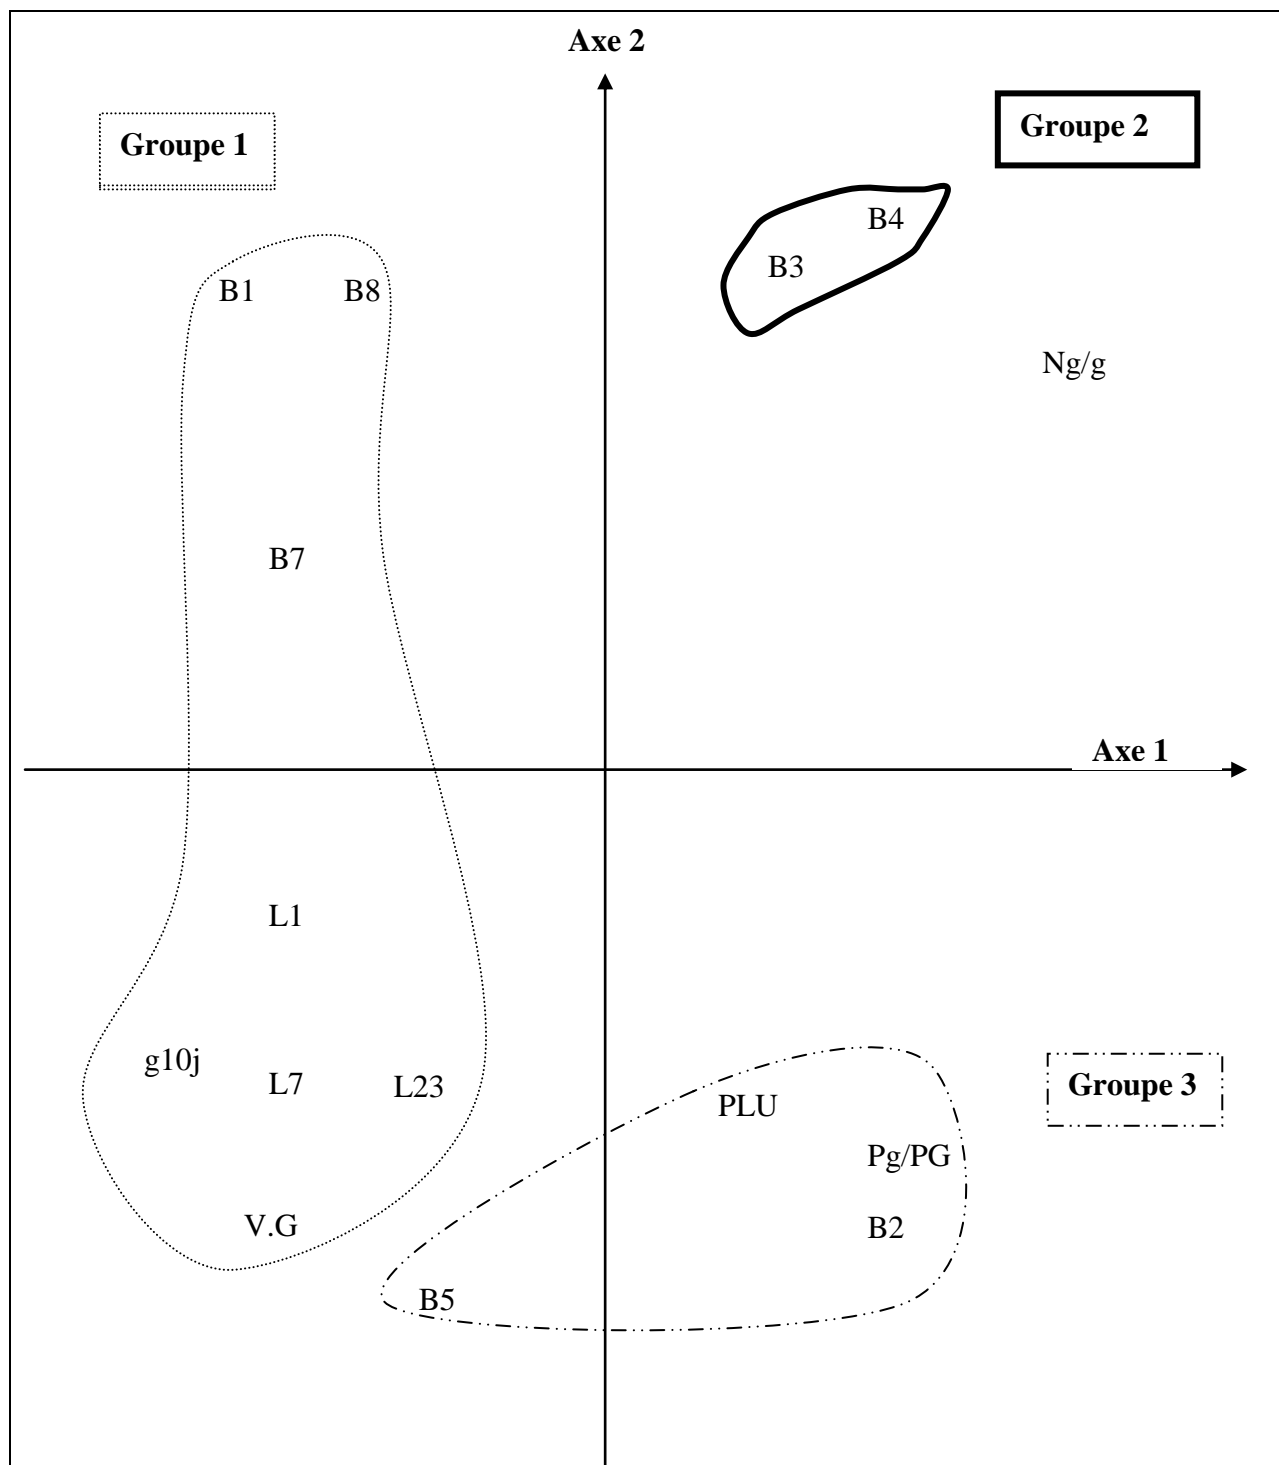 Axe 2
Groupe 1
Groupe 2
B4
B3
B1
B8
Ng/g
B7
Axe 1
L1
g10j
L7
L23
Groupe 3
PLU
Pg/PG
V.G
B2
B5